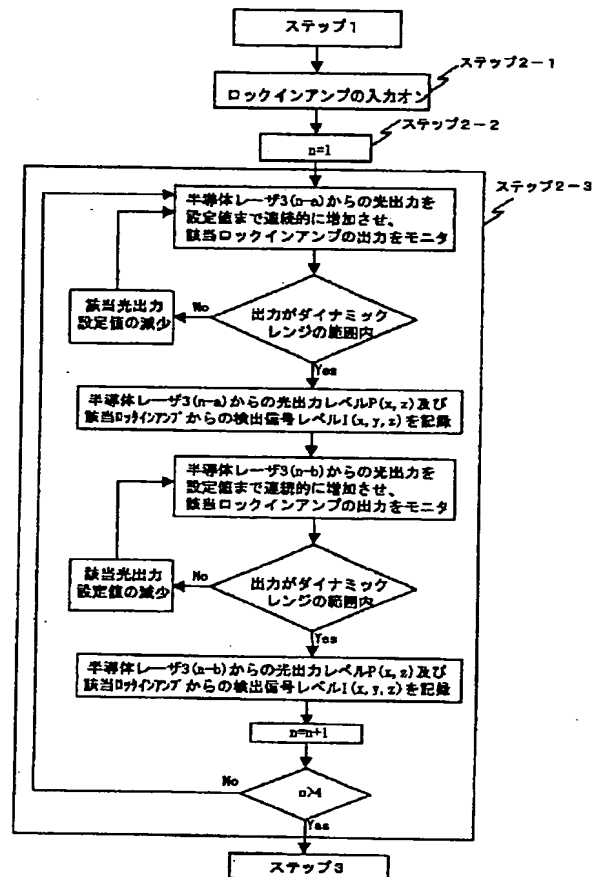 ステップ1
ステップ2-1
ロックインアンプの入力オン
ステップ2-2
n=1
ステップ2-3
半導体レーザ3(n-a)からの光出力を
設定値まで連続的に増加させ、
該当ロックインアンプの出力をモニタ
該当光出力
設定値の減少
No
出力がダイナミック
レンジの範囲内
Yes
半導体レーザ3(n-a)からの光出力レベルP(x,z)及び
該当ロックインアンプからの検出信号レベルI(x,y,z)を記録
半導体レーザ3(n-b)からの光出力を
設定値まで連続的に増加させ、
該当ロックインアンプの出力をモニタ
該当光出力
設定値の減少
No
出力がダイナミック
レンジの範囲内
Yes
半導体レーザ3(n-b)からの光出力レベルP(x,z)及び
該当ロックインアンプからの検出信号レベルI(x,y,z)を記録
n=n+1
No
n>4
Yes
ステップ3